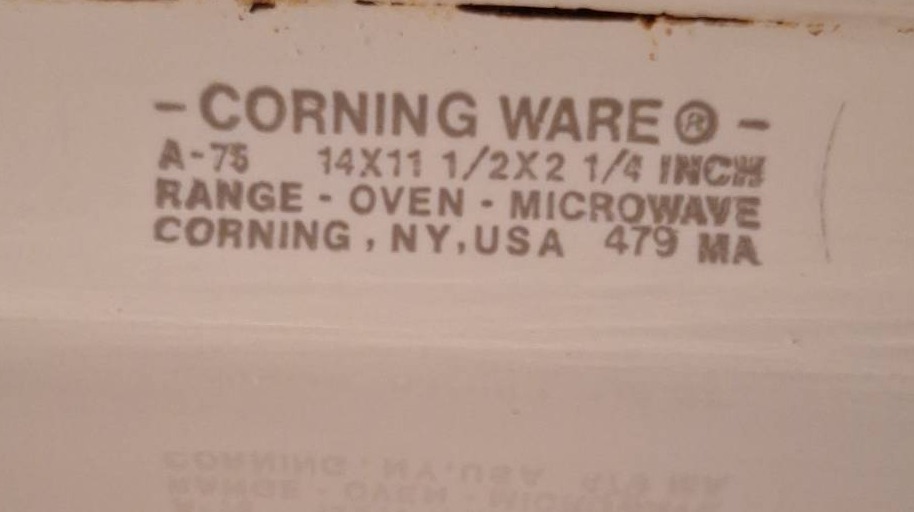 - CORNING WARE ® -
A-75 14X11 1/2X2 1/4 INCH
RANGE - OVEN - MICROWAVE
CORNING, NY, USA 479 MA